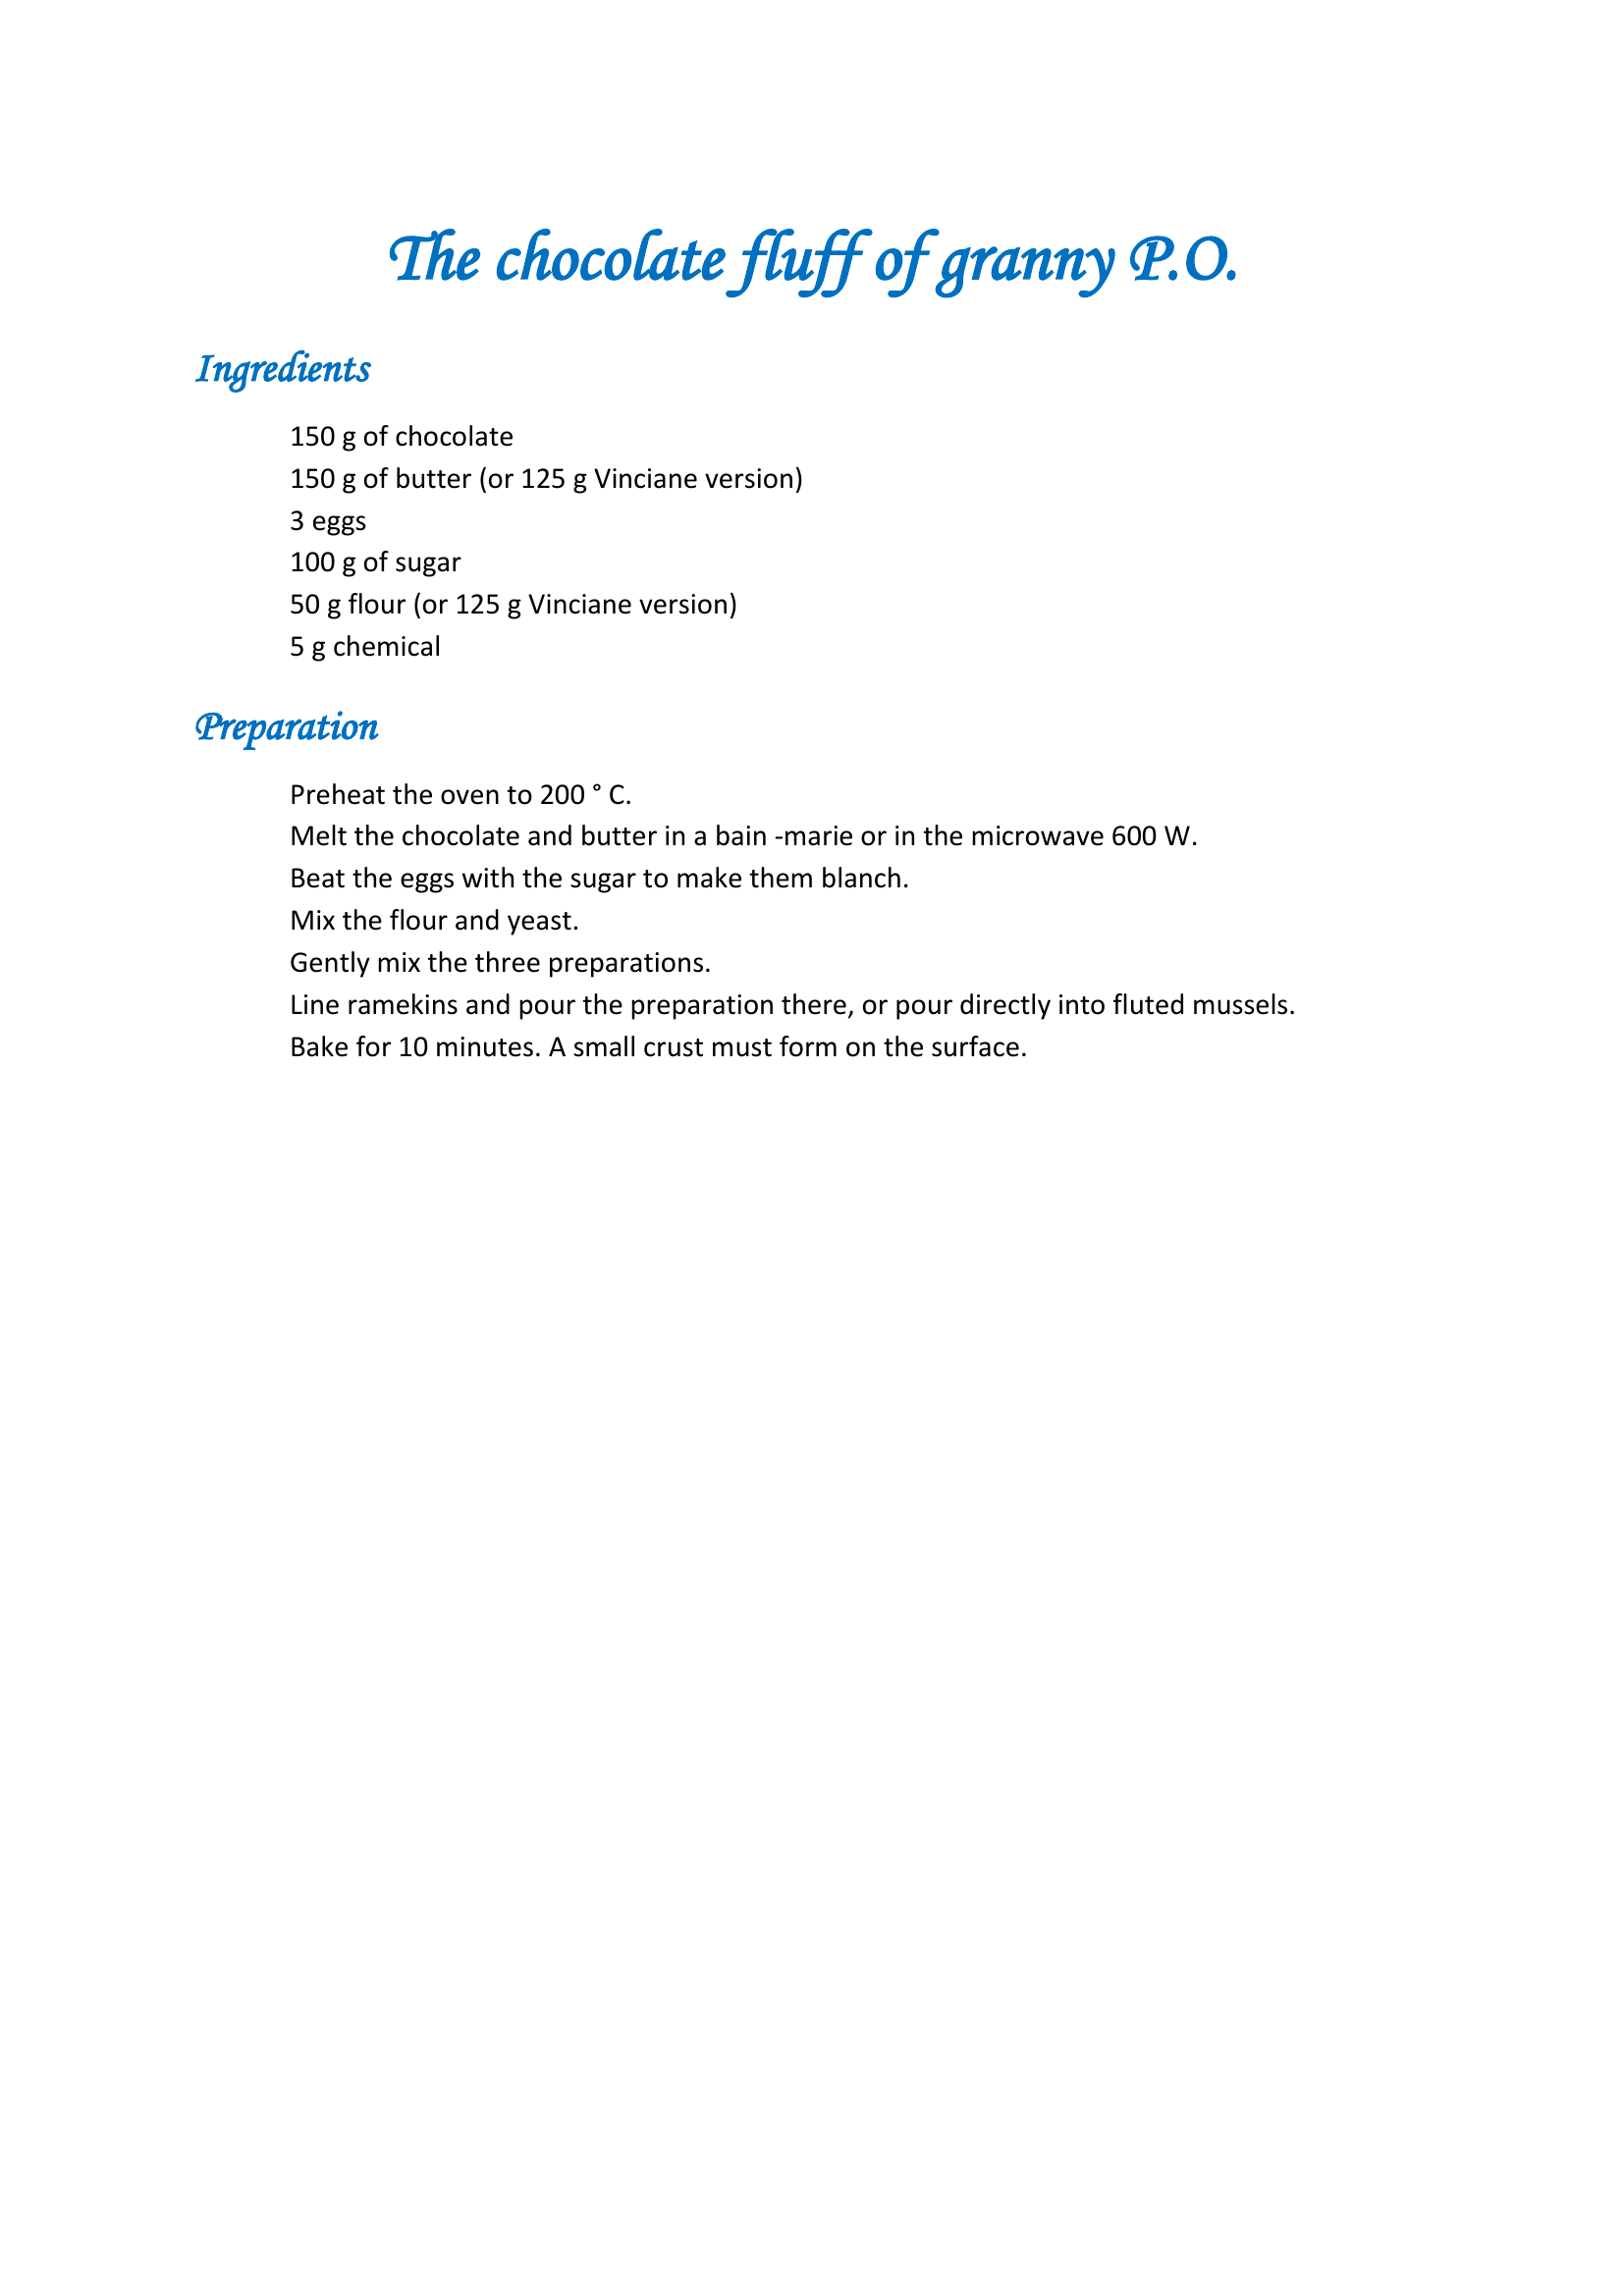 The chocolate fluff of granny P.O.
Ingredients
150 g of chocolate
150 g of butter (or 125 g Vinciane version)
3 eggs
100 g of sugar
50 g flour (or 125 g Vinciane version)
5 g chemical
Preparation
Preheat the oven to 200 ° C.
Melt the chocolate and butter in a bain -marie or in the microwave 600 W.
Beat the eggs with the sugar to make them blanch.
Mix the flour and yeast.
Gently mix the three preparations.
Line ramekins and pour the preparation there, or pour directly into fluted mussels.
Bake for 10 minutes. A small crust must form on the surface.